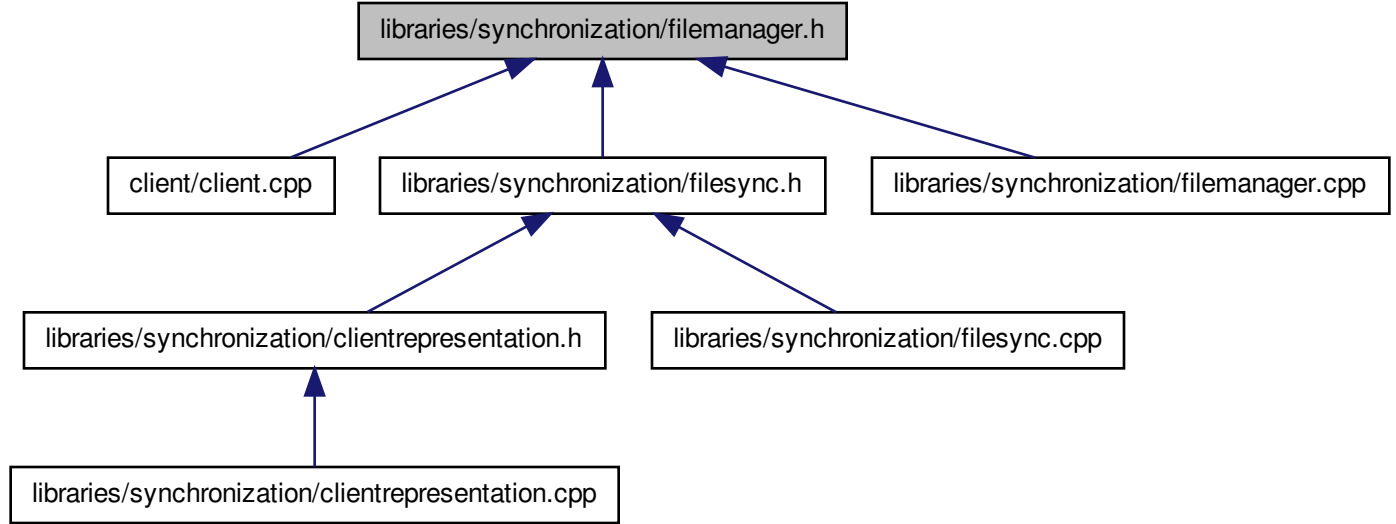 libraries/synchronization/filemanager.h
client/client.cpp
libraries/synchronization/filesync.h
libraries/synchronization/filemanager.cpp
libraries/synchronization/clientrepresentation.h
libraries/synchronization/filesync.cpp
libraries/synchronization/clientrepresentation.cpp